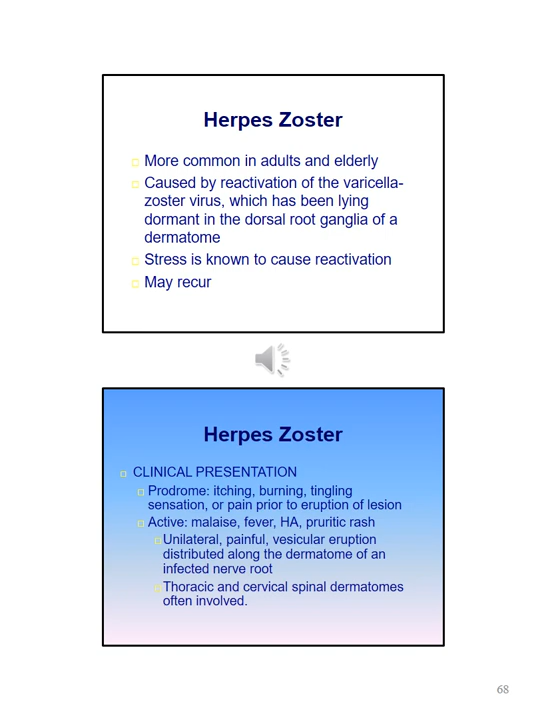 Herpes Zoster
More common in adults and elderly
Caused by reactivation of the varicella-
zoster virus, which has been lying
dormant in the dorsal root ganglia of a
dermatome
Stress is known to cause reactivation
May recur
Herpes Zoster
CLINICAL PRESENTATION
Prodrome: itching, burning, tingling
sensation, or pain prior to eruption of lesion
Active: malaise, fever, HA, pruritic rash
Unilateral, painful, vesicular eruption
distributed along the dermatome of an
infected nerve root
Thoracic and cervical spinal dermatomes
often involved.
68